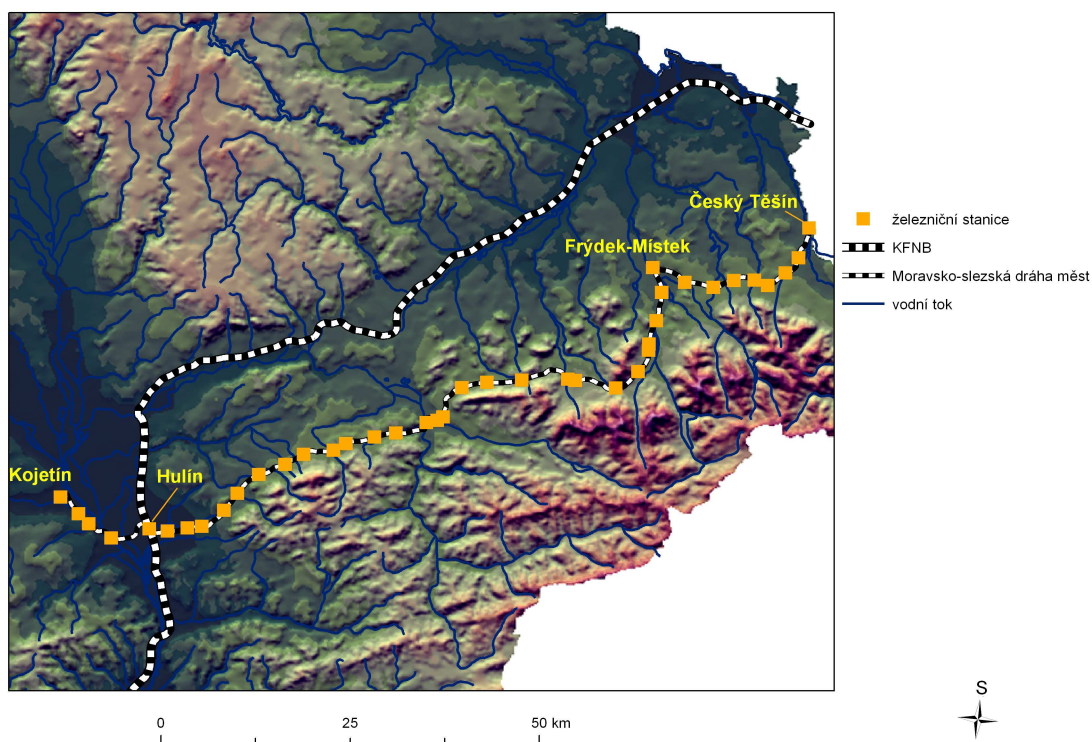 Český Těšín
Frýdek-Místek
Kojetín
Hulín
železniční stanice
KFNB
Moravsko-slezská dráha měst
vodní tok
0 25 50 km
S